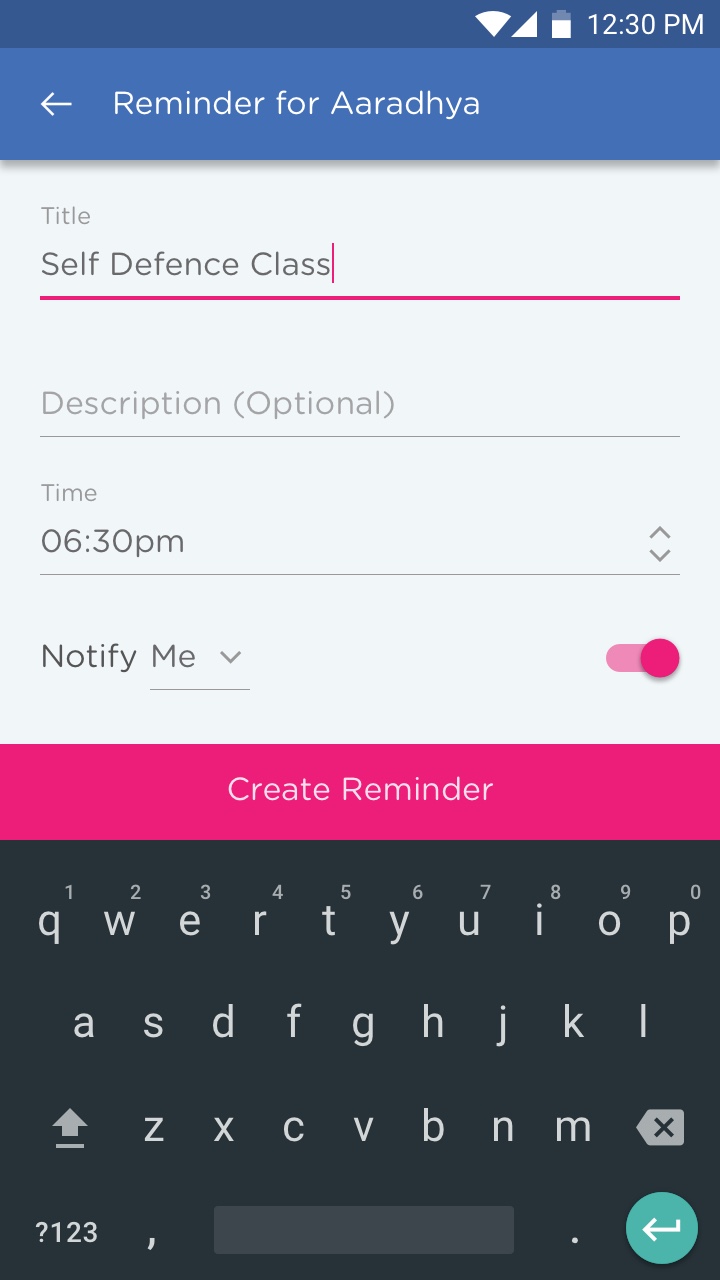 12:30 PM
Reminder for Aaradhya
Title
Self Defence Class
Description (Optional)
Time
06:30pm
Notify Me
Create Reminder
1 2 3 4 5 6 7 8 9 0
q w e r t y u i o p
a s d f g h j k l
z x c v b n m
?123 , .